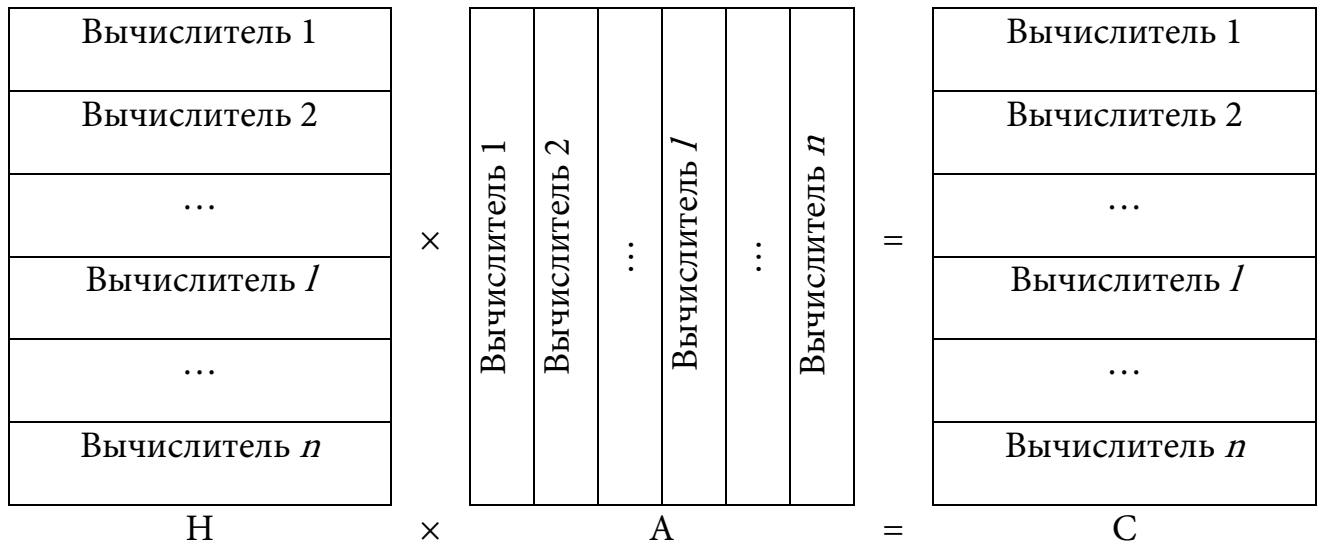 Вычислитель 1
Вычислитель 2
…
Вычислитель l
…
Вычислитель n
×
Вычислитель 1
Вычислитель 2
…
Вычислитель l
…
Вычислитель n
=
Вычислитель 1
Вычислитель 2
…
Вычислитель l
…
Вычислитель n
H × A = C